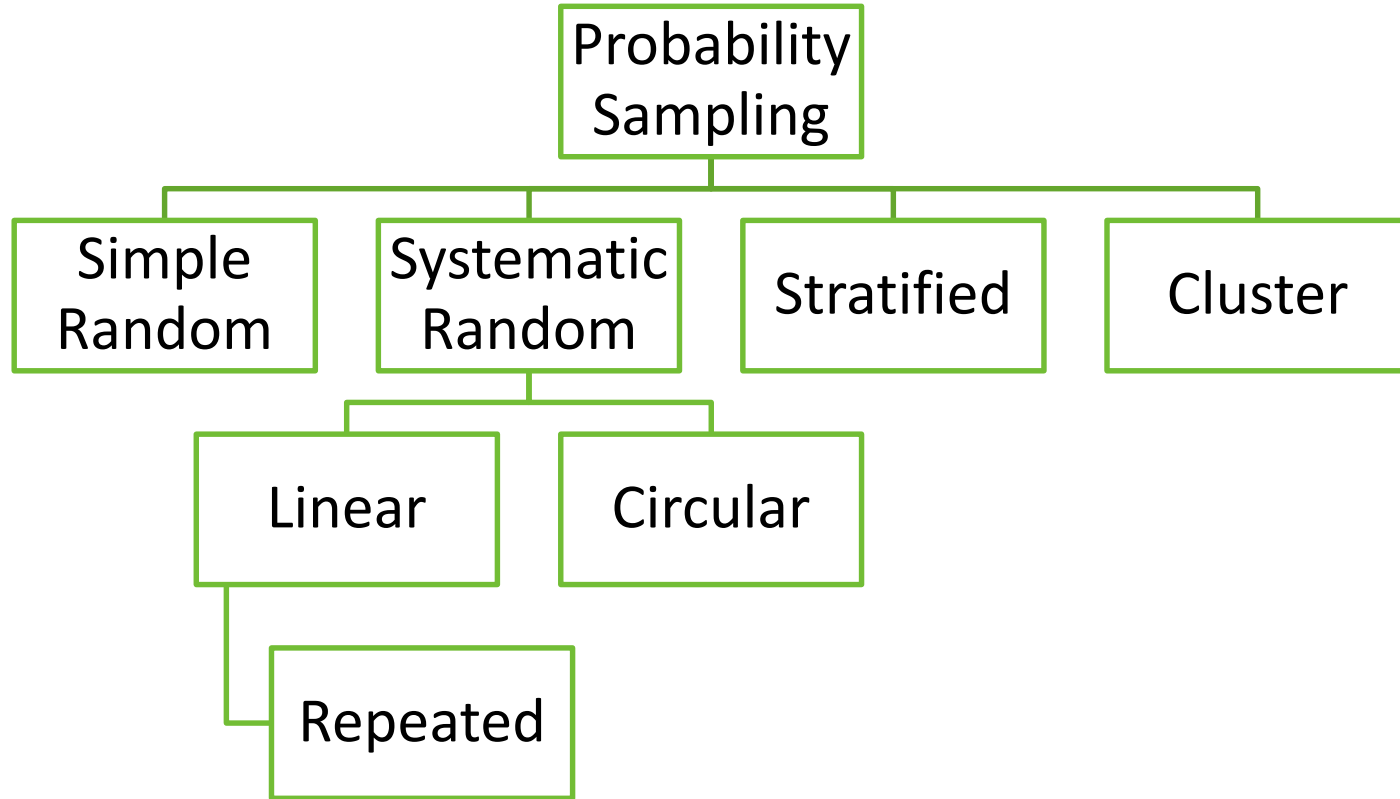 Probability
Sampling
Simple
Random
Systematic
Random
Stratified
Cluster
Linear
Circular
Repeated